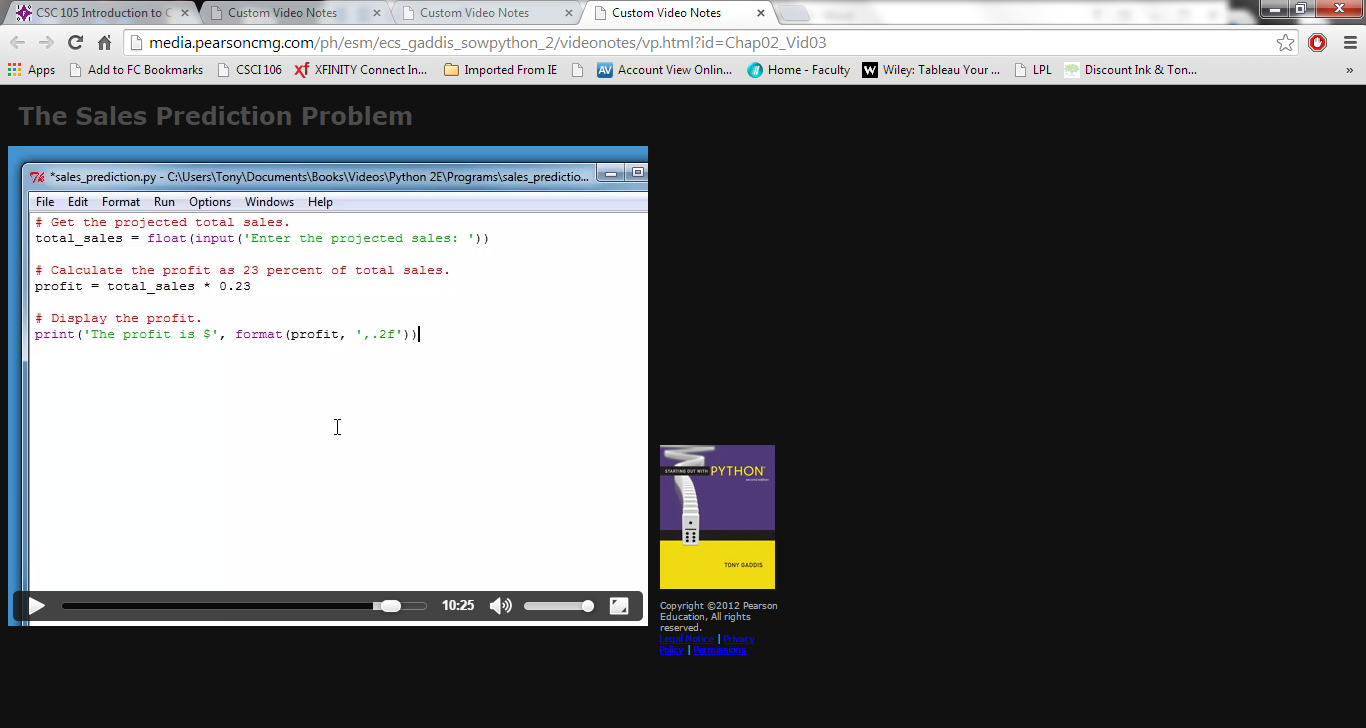 CSC 105 Introduction to C
Custom Video Notes
Custom Video Notes
Custom Video Notes
media.pearsoncmg.com/ph/esm/ecs_gaddis_sowpython_2/videonotes/vp.html?id=Chap02_Vid03
Apps Add to FC Bookmarks CSCI 106 XFINITY Connect In... Imported From IE Account View Onlin... Home - Faculty Wiley: Tableau Your ... LPL Discount Ink & Ton... »
The Sales Prediction Problem
*sales_prediction.py - C:\Users\Tony\Documents\Books\Videos\Python 2E\Programs\sales_predictio...
File Edit Format Run Options Windows Help
# Get the projected total sales.
total_sales = float(input('Enter the projected sales: '))
# Calculate the profit as 23 percent of total sales.
profit = total_sales * 0.23
# Display the profit.
print('The profit is $', format(profit, ',.2f'))
10:25
STARTING OUT WITH PYTHON
second edition
TONY GADDIS
Copyright ©2012 Pearson
Education, All rights
reserved.
Legal Notice | Privacy
Policy | Permissions